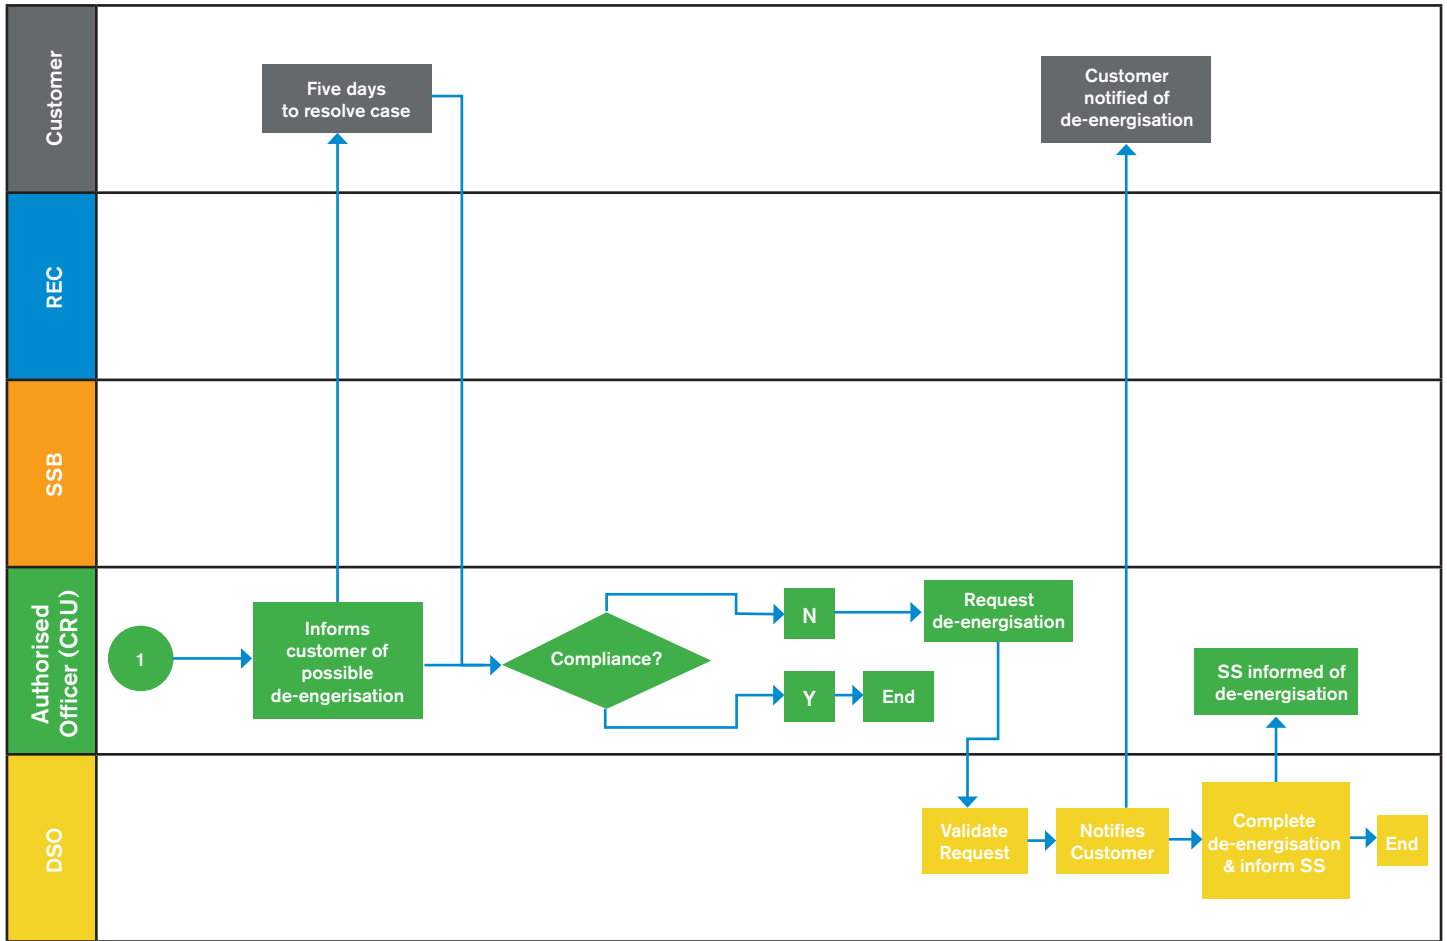 Customer
Five days
to resolve case
Customer
notified of
de-energisation
REC
SSB
Authorised
Officer (CRU)
1
Informs
customer of
possible
de-engerisation
Compliance?
N
Request
de-energisation
Y
End
SS informed of
de-energisation
DSO
Validate
Request
Notifies
Customer
Complete
de-energisation
& inform SS
End